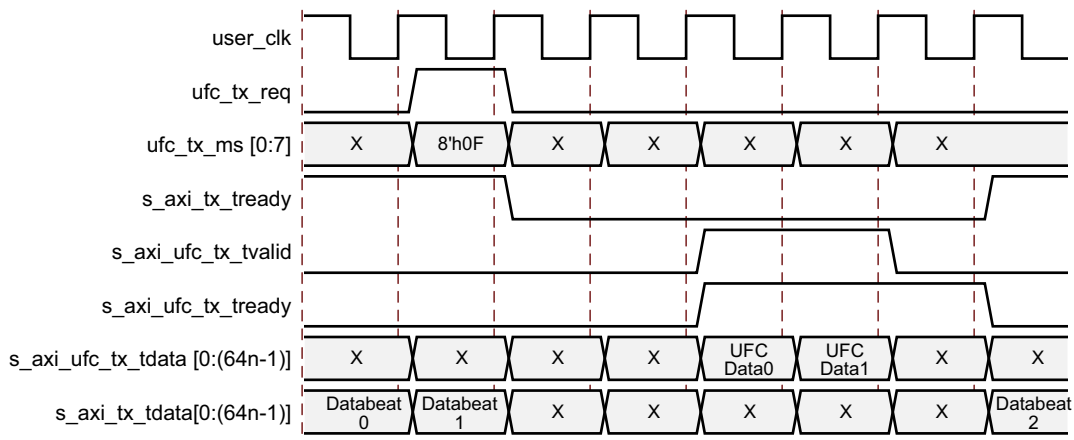 user_clk
ufc_tx_req
ufc_tx_ms [0:7] X 8'h0F X X X X X
s_axi_tx_tready
s_axi_ufc_tx_tvalid
s_axi_ufc_tx_tready
s_axi_ufc_tx_tdata [0:(64n-1)] X X X X UFC Data0 UFC Data1 X X
s_axi_tx_tdata[0:(64n-1)] Databeat 0 Databeat 1 X X X X X Databeat 2